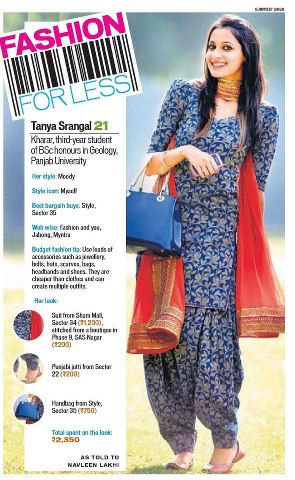 GURPREET SINGH
FASHION
FOR LESS
Tanya Srangal 21
Kharar, third-year student
of BSc honours in Geology,
Panjab University
Her style: Moody
Style icon: Myself
Best bargain buys: Style,
Sector 35
Web wise: Fashion and you,
Jabong, Myntra
Budget fashion tip: Use loads of
accessories such as jewellery,
belts, hats, scarves, bags,
headbands and shoes. They are
cheaper than clothes and can
create multiple outfits.
Her look:
Suit from Sham Mall,
Sector 34 (₹1,200),
stitched from a boutique in
Phase 9, SAS Nagar
(₹200)
Punjabi jutti from Sector
22 (₹200)
Handbag from Style,
Sector 35 (₹750)
Total spent on the look:
₹2,350
AS TOLD TO
NAVLEEN LAKHI